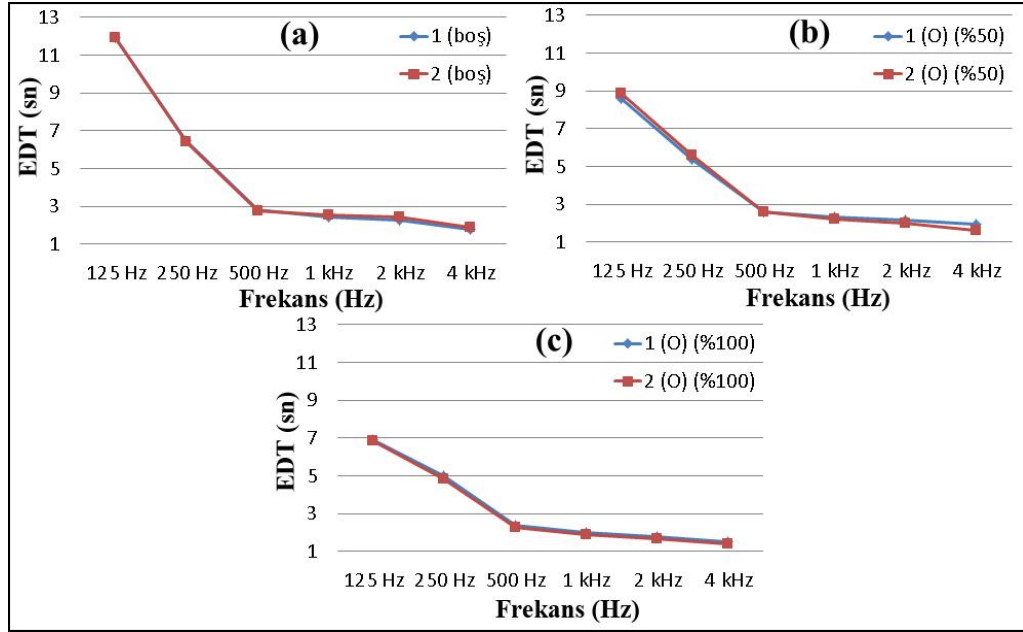 (a)
1 (boş)
2 (boş)
EDT (sn)
13
11
9
7
5
3
1
125 Hz 250 Hz 500 Hz 1 kHz 2 kHz 4 kHz
Frekans (Hz)
(b)
1 (O) (%50)
2 (O) (%50)
EDT (sn)
13
11
9
7
5
3
1
125 Hz 250 Hz 500 Hz 1 kHz 2 kHz 4 kHz
Frekans (Hz)
(c)
1 (O) (%100)
2 (O) (%100)
EDT (sn)
13
11
9
7
5
3
1
125 Hz 250 Hz 500 Hz 1 kHz 2 kHz 4 kHz
Frekans (Hz)